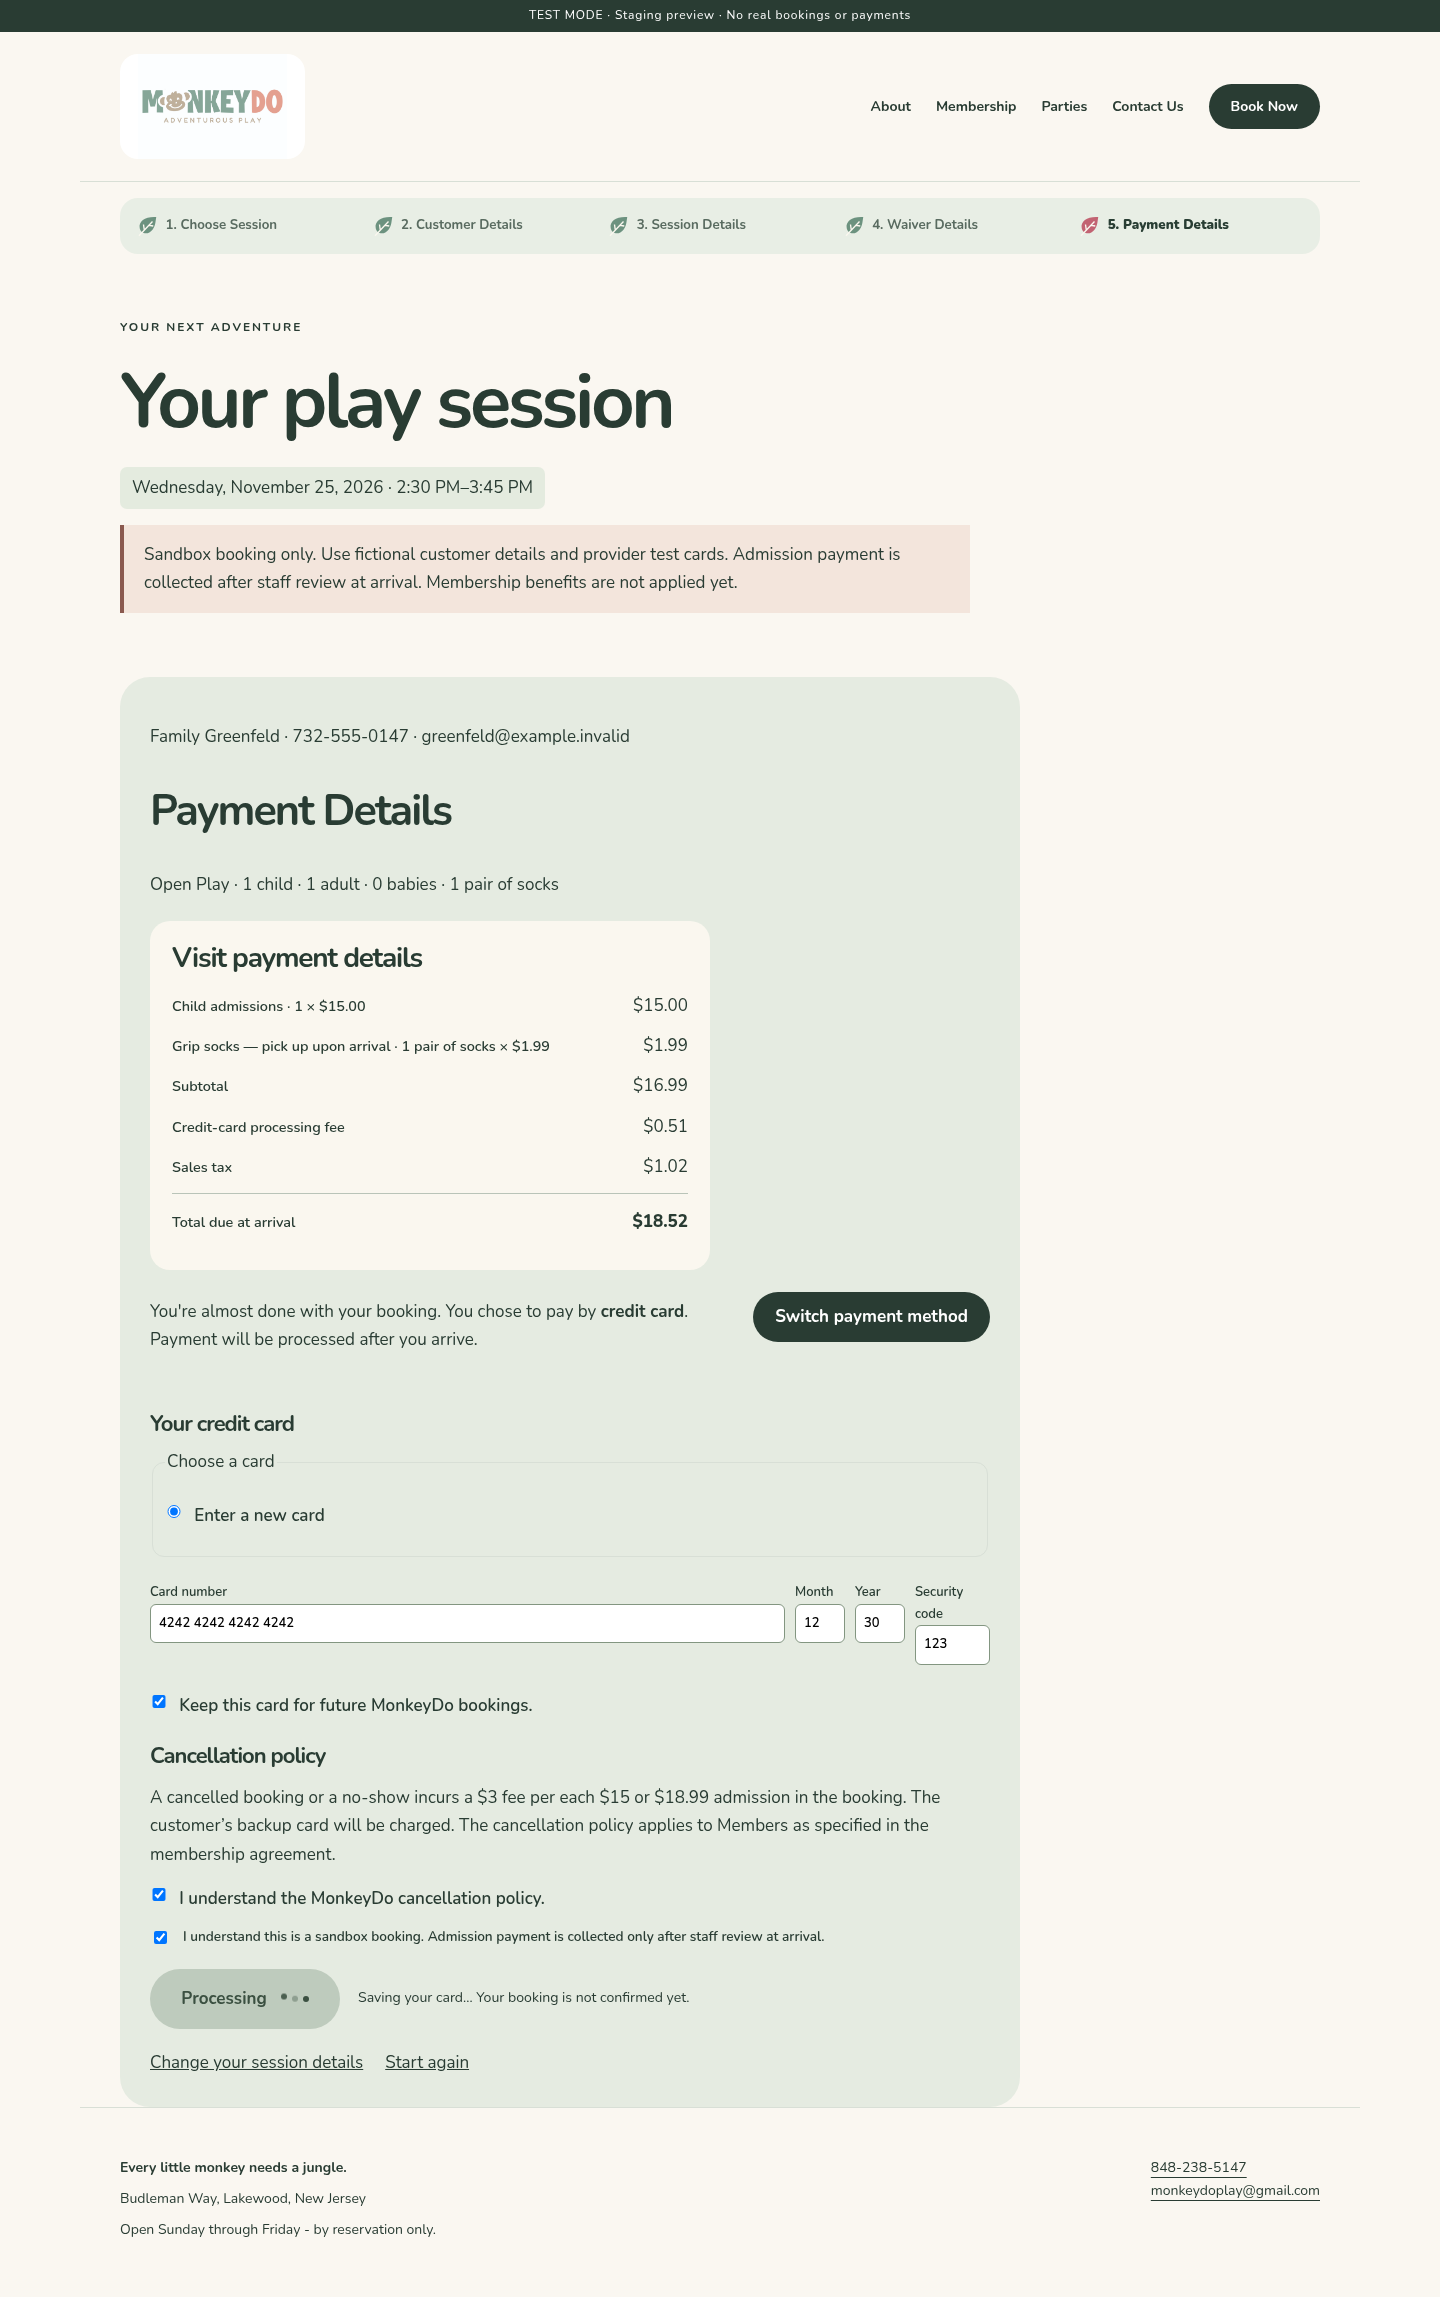 TEST MODE · Staging preview · No real bookings or payments
MONKEYDO
ADVENTUROUS PLAY
About
Membership
Parties
Contact Us
Book Now
1. Choose Session
2. Customer Details
3. Session Details
4. Waiver Details
5. Payment Details
YOUR NEXT ADVENTURE
Your play session
Wednesday, November 25, 2026 · 2:30 PM–3:45 PM
Sandbox booking only. Use fictional customer details and provider test cards. Admission payment is
collected after staff review at arrival. Membership benefits are not applied yet.
Family Greenfeld · 732-555-0147 · greenfeld@example.invalid
Payment Details
Open Play · 1 child · 1 adult · 0 babies · 1 pair of socks
Visit payment details
Child admissions · 1 × $15.00 $15.00
Grip socks — pick up upon arrival · 1 pair of socks × $1.99 $1.99
Subtotal $16.99
Credit-card processing fee $0.51
Sales tax $1.02
Total due at arrival $18.52
You're almost done with your booking. You chose to pay by credit card.
Payment will be processed after you arrive.
Switch payment method
Your credit card
Choose a card
Enter a new card
Card number
4242 4242 4242 4242
Month
12
Year
30
Security
code
123
Keep this card for future MonkeyDo bookings.
Cancellation policy
A cancelled booking or a no-show incurs a $3 fee per each $15 or $18.99 admission in the booking. The
customer’s backup card will be charged. The cancellation policy applies to Members as specified in the
membership agreement.
I understand the MonkeyDo cancellation policy.
I understand this is a sandbox booking. Admission payment is collected only after staff review at arrival.
Processing
Saving your card... Your booking is not confirmed yet.
Change your session details
Start again
Every little monkey needs a jungle.
Budleman Way, Lakewood, New Jersey
Open Sunday through Friday - by reservation only.
848-238-5147
monkeydoplay@gmail.com